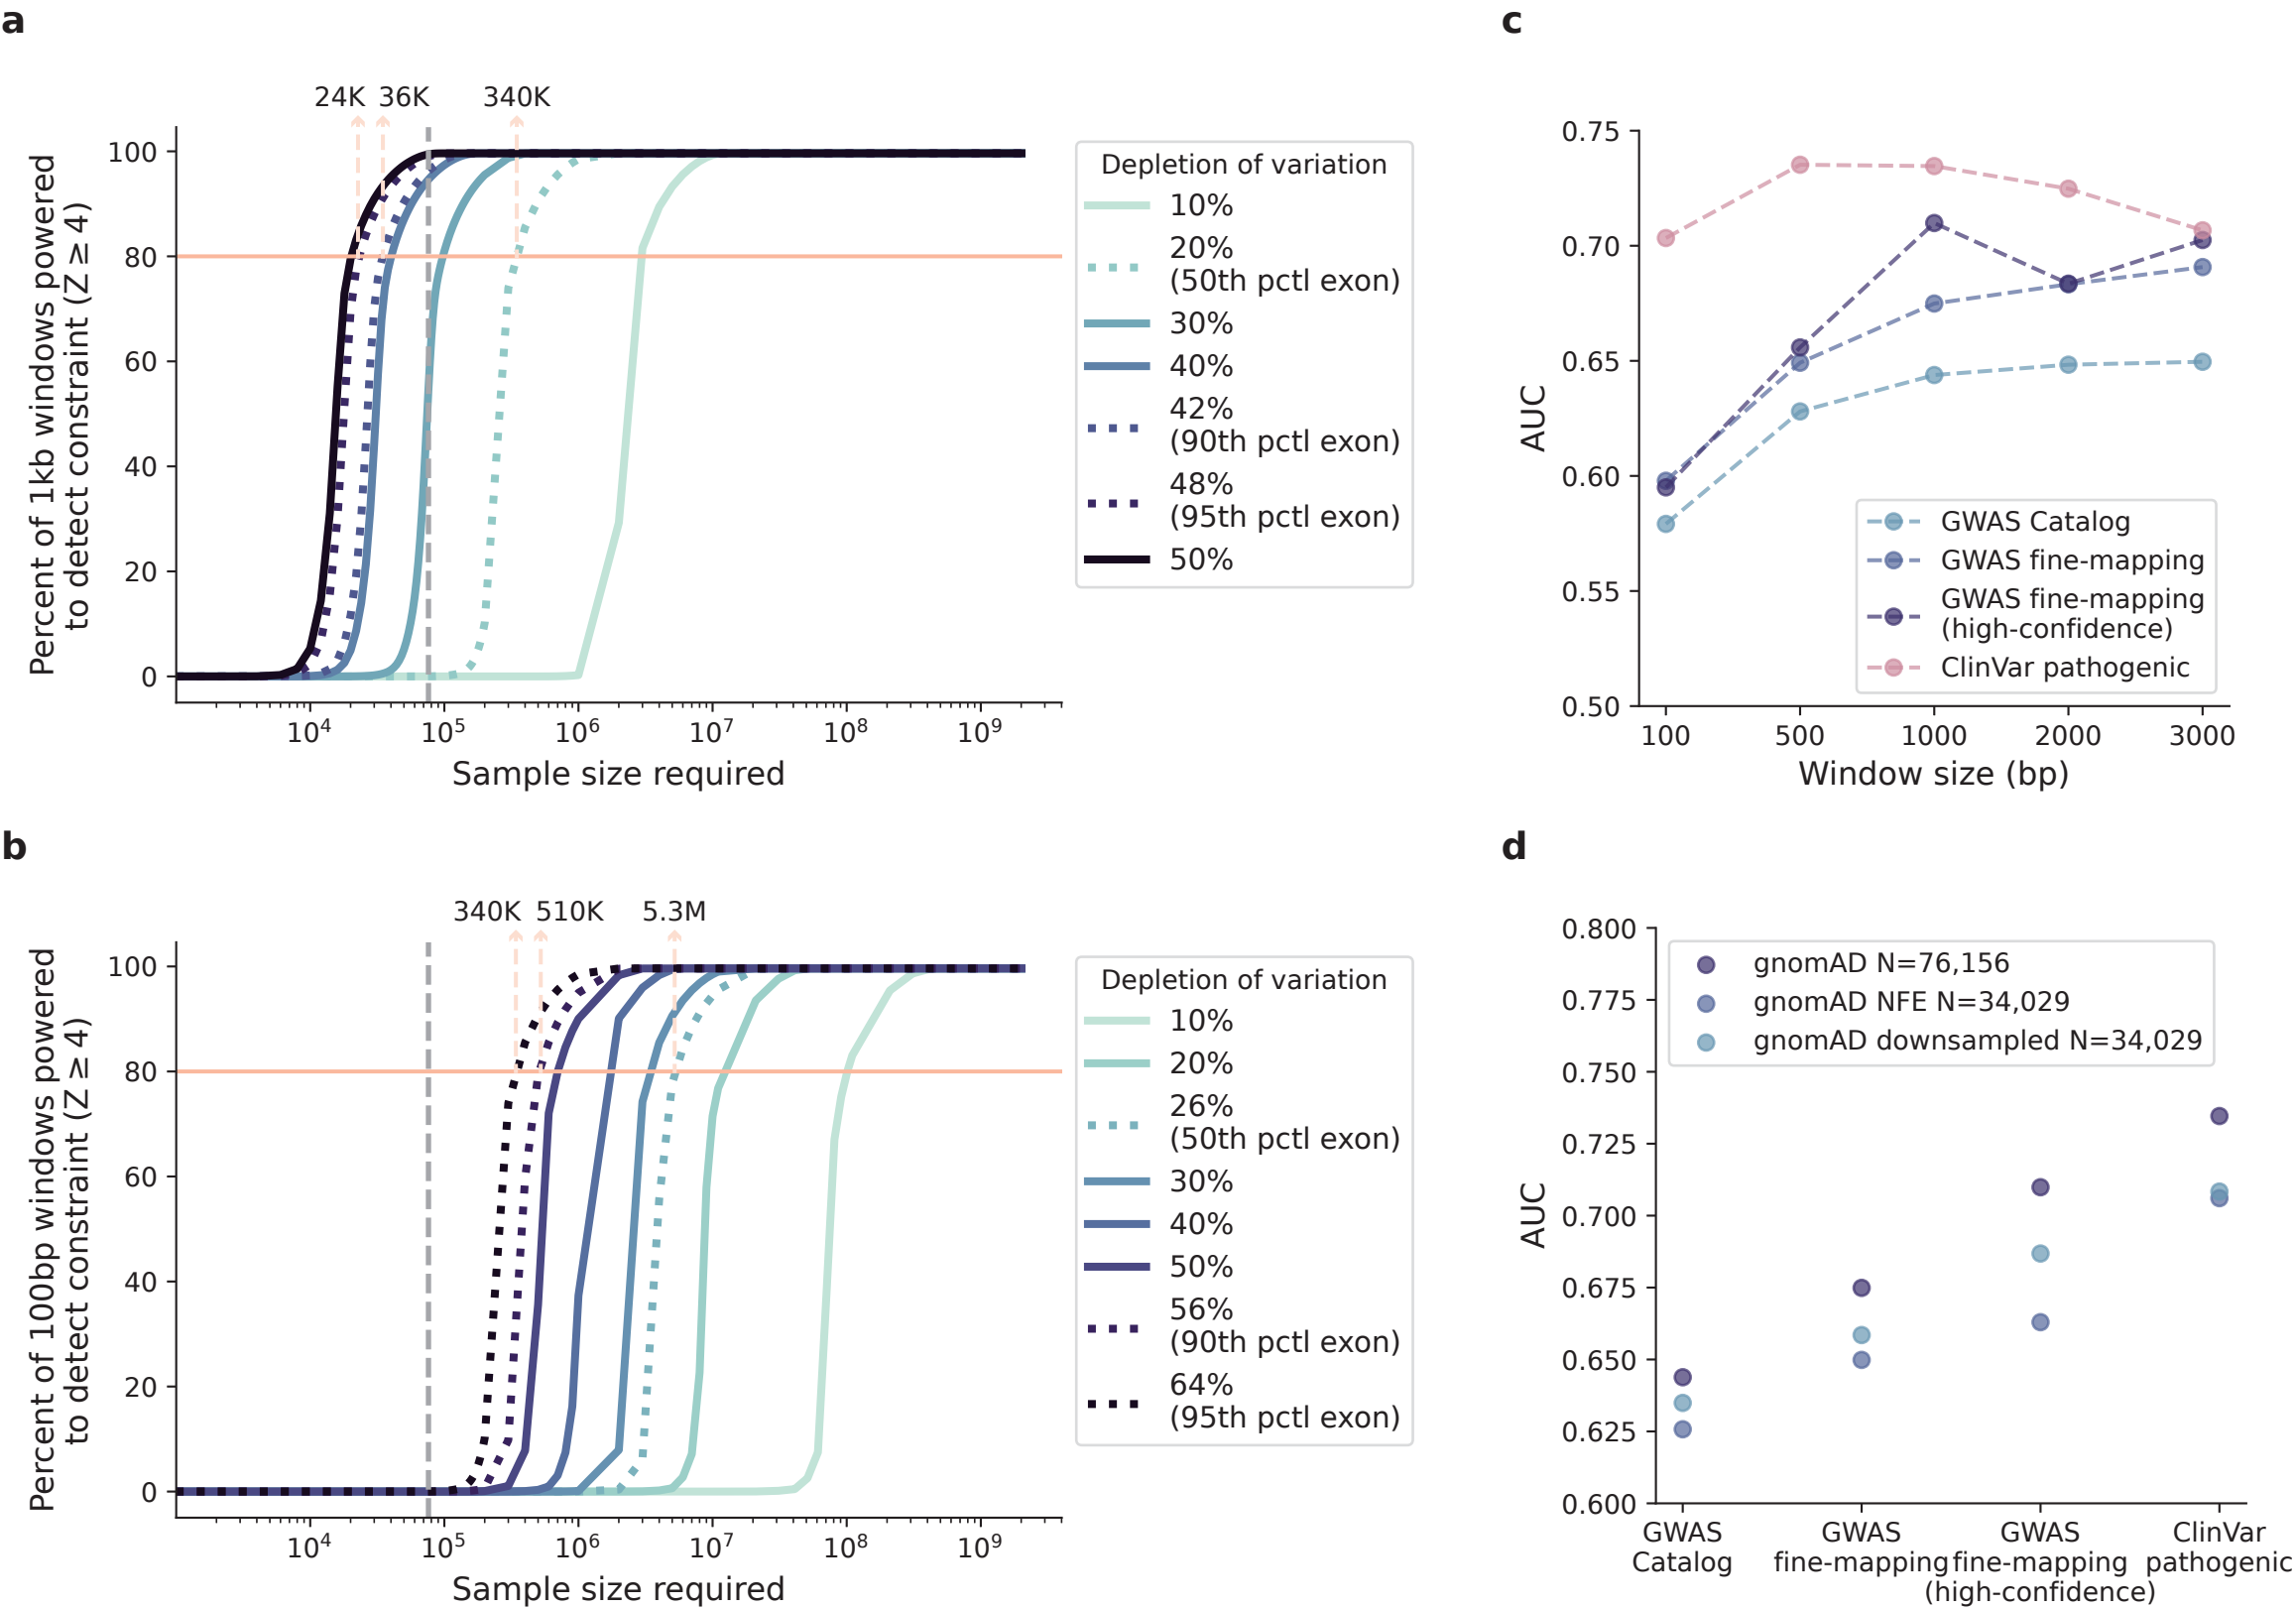 a
24K 36K 340K
Percent of 1kb windows powered
to detect constraint (Z ≥ 4)
100
80
60
40
20
0
10⁴ 10⁵ 10⁶ 10⁷ 10⁸ 10⁹
Sample size required
Depletion of variation
10%
20%
(50th pctl exon)
30%
40%
42%
(90th pctl exon)
48%
(95th pctl exon)
50%
b
340K 510K 5.3M
Percent of 100bp windows powered
to detect constraint (Z ≥ 4)
100
80
60
40
20
0
10⁴ 10⁵ 10⁶ 10⁷ 10⁸ 10⁹
Sample size required
Depletion of variation
10%
20%
26%
(50th pctl exon)
30%
40%
50%
56%
(90th pctl exon)
64%
(95th pctl exon)
c
AUC
0.75
0.70
0.65
0.60
0.55
0.50
100 500 1000 2000 3000
Window size (bp)
GWAS Catalog
GWAS fine-mapping
GWAS fine-mapping
(high-confidence)
ClinVar pathogenic
d
AUC
0.800
0.775
0.750
0.725
0.700
0.675
0.650
0.625
0.600
gnomAD N=76,156
gnomAD NFE N=34,029
gnomAD downsampled N=34,029
GWAS
Catalog
GWAS
fine-mapping
GWAS
fine-mapping
(high-confidence)
ClinVar
pathogenic